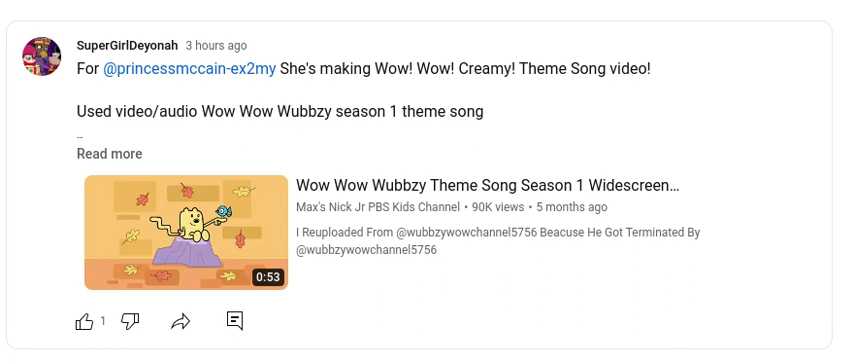 SuperGirlDeyonah 3 hours ago
For @princessmccain-ex2my She's making Wow! Wow! Creamy! Theme Song video!
Used video/audio Wow Wow Wubbzy season 1 theme song
_
Read more
Wow Wow Wubbzy Theme Song Season 1 Widescreen...
Max's Nick Jr PBS Kids Channel • 90K views • 5 months ago
I Reuploaded From @wubbzywowchannel5756 Beacuse He Got Terminated By
@wubbzywowchannel5756
0:53
1